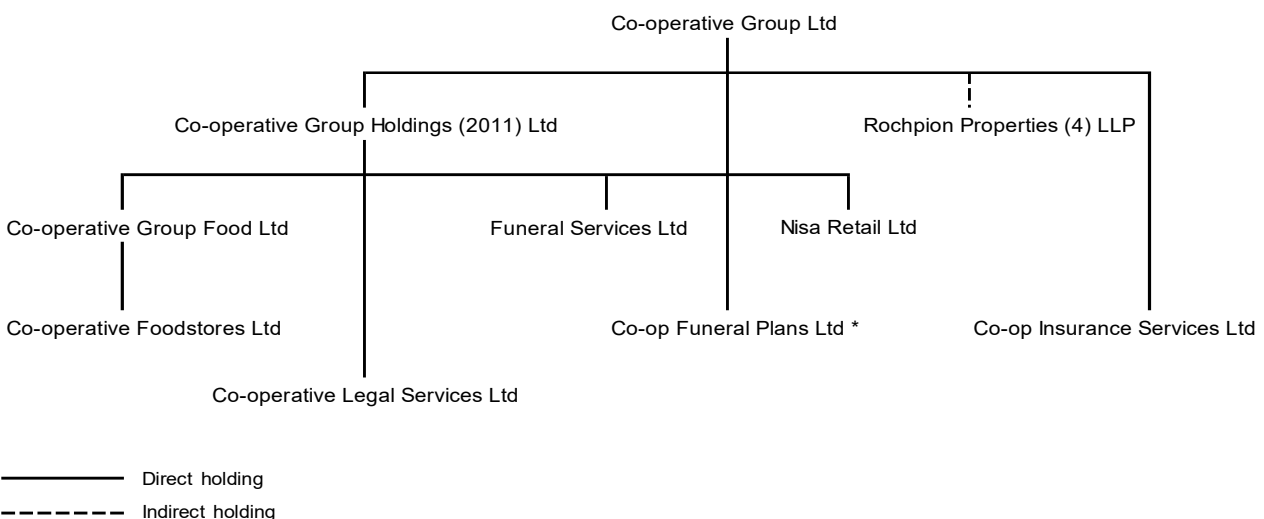 Co-operative Group Ltd
Co-operative Group Holdings (2011) Ltd
Rochpion Properties (4) LLP
Co-operative Group Food Ltd
Funeral Services Ltd
Nisa Retail Ltd
Co-operative Foodstores Ltd
Co-op Funeral Plans Ltd *
Co-op Insurance Services Ltd
Co-operative Legal Services Ltd
Direct holding
Indirect holding